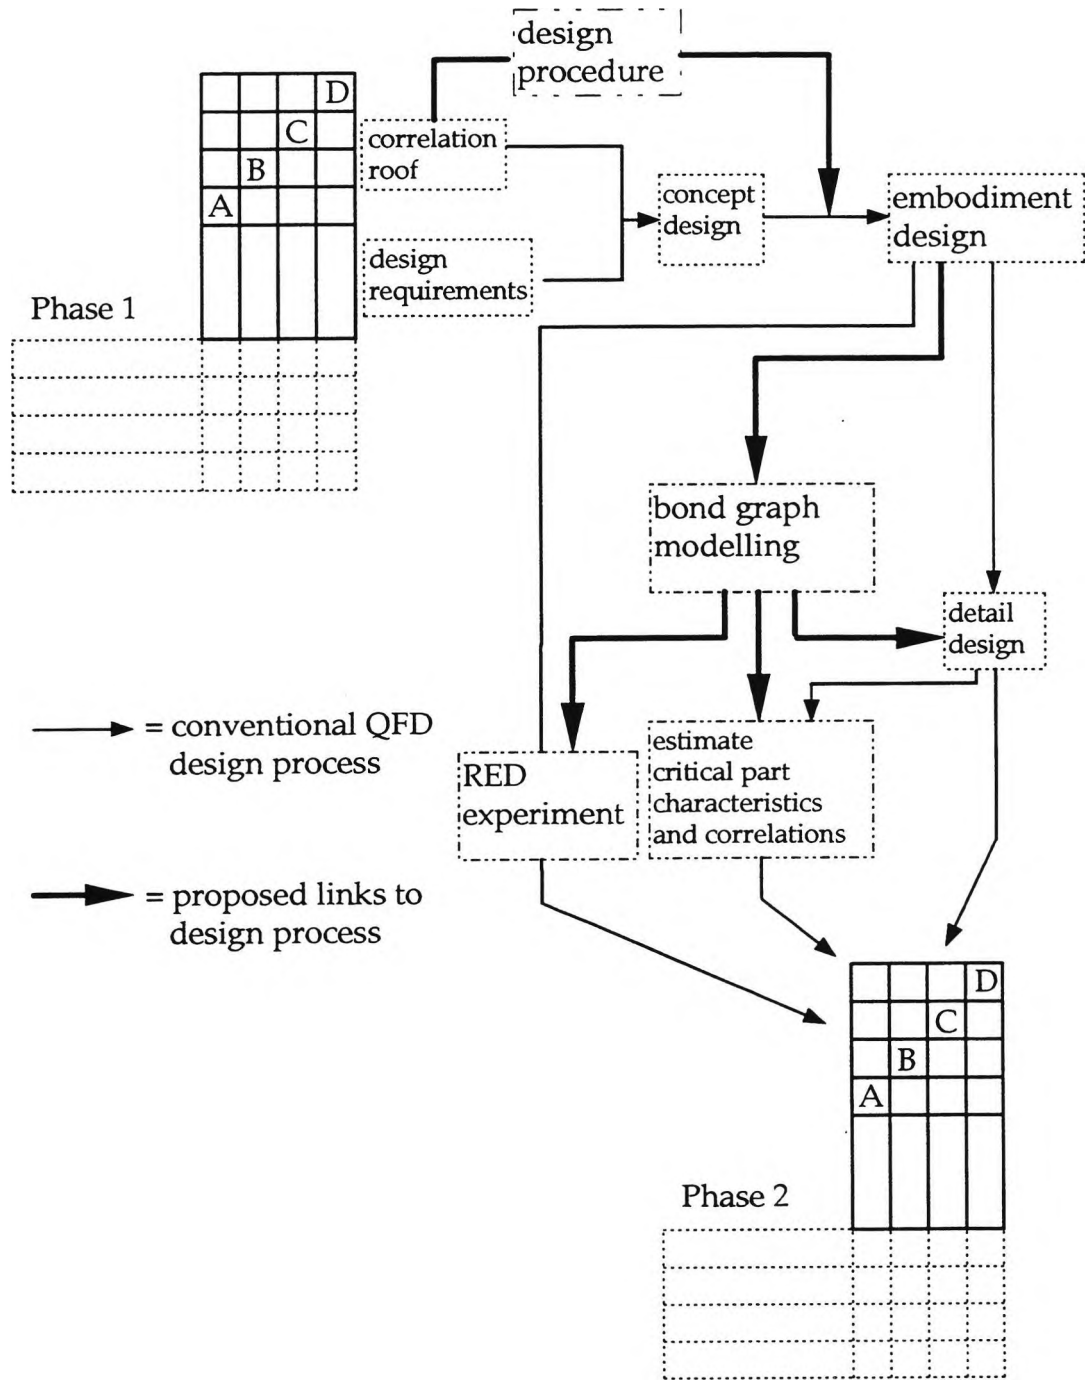 design
procedure
D
C
B
A
correlation
roof
design
requirements
concept
design
embodiment
design
Phase 1
bond graph
modelling
detail
design
= conventional QFD
design process
RED
experiment
estimate
critical part
characteristics
and correlations
= proposed links to
design process
D
C
B
A
Phase 2